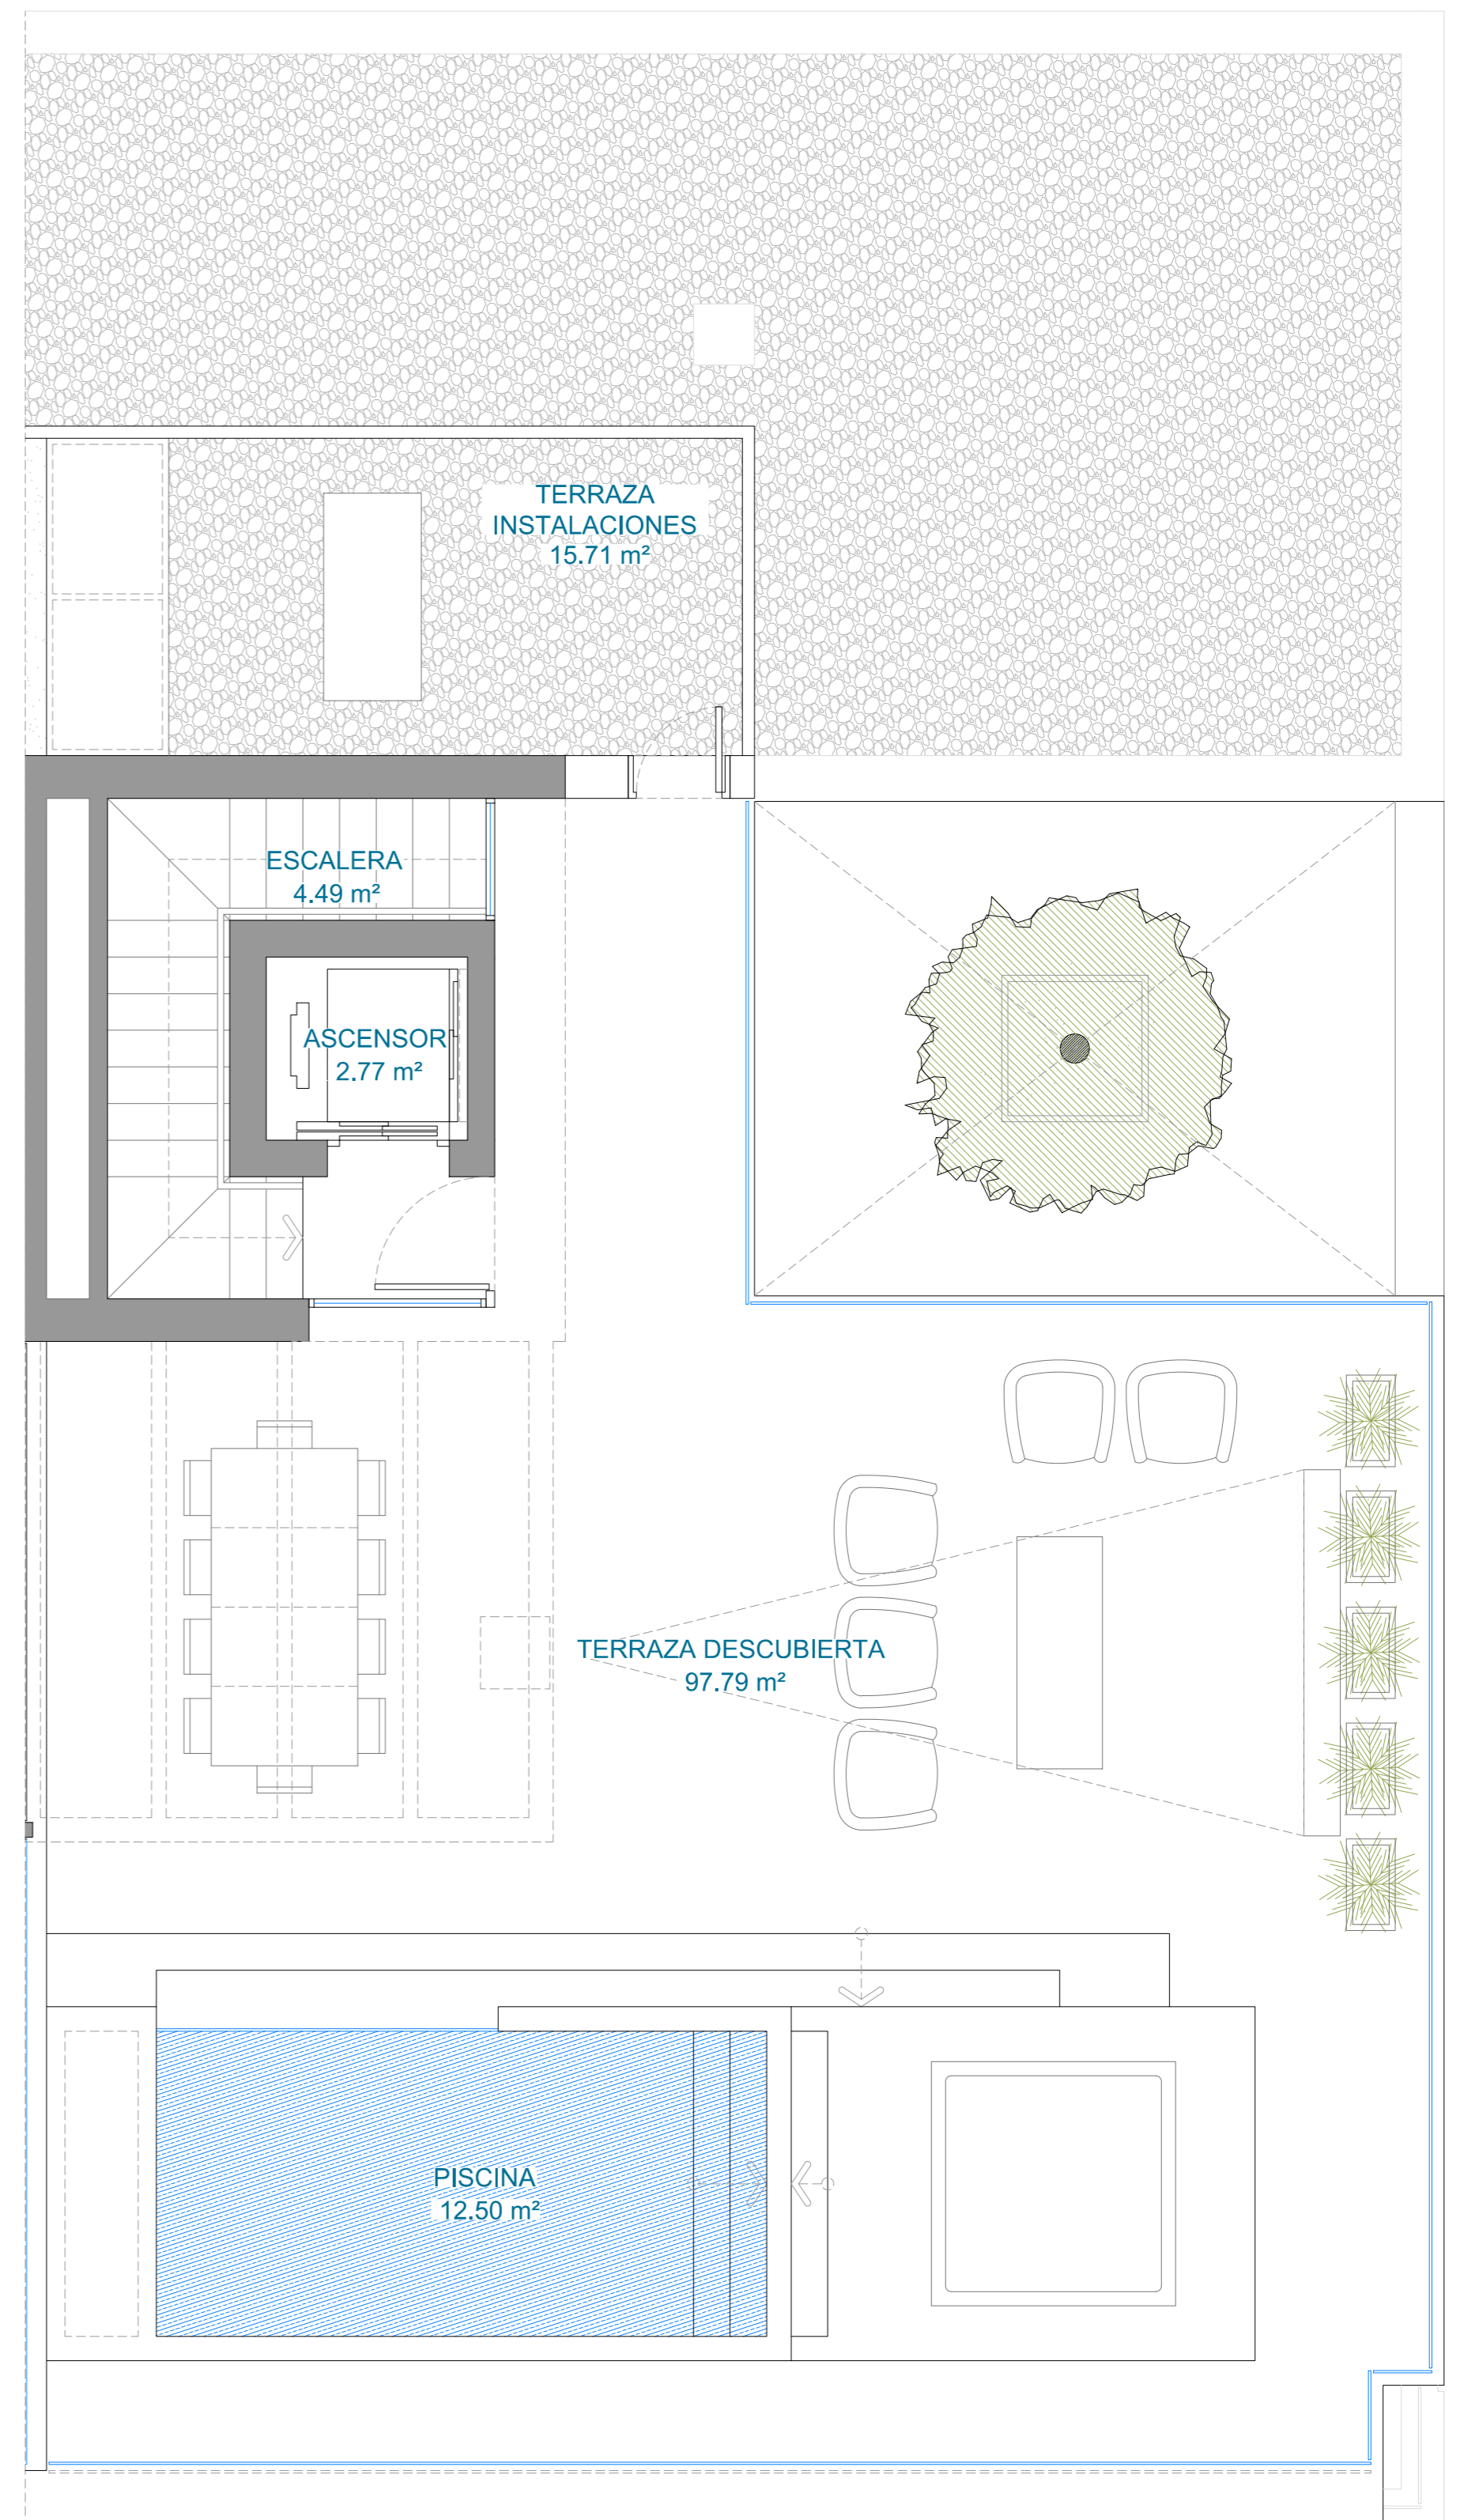 TERRAZA
INSTALACIONES
15.71 m²
ESCALERA
4.49 m²
ASCENSOR
2.77 m²
TERRAZA DESCUBIERTA
97.79 m²
PISCINA
12.50 m²